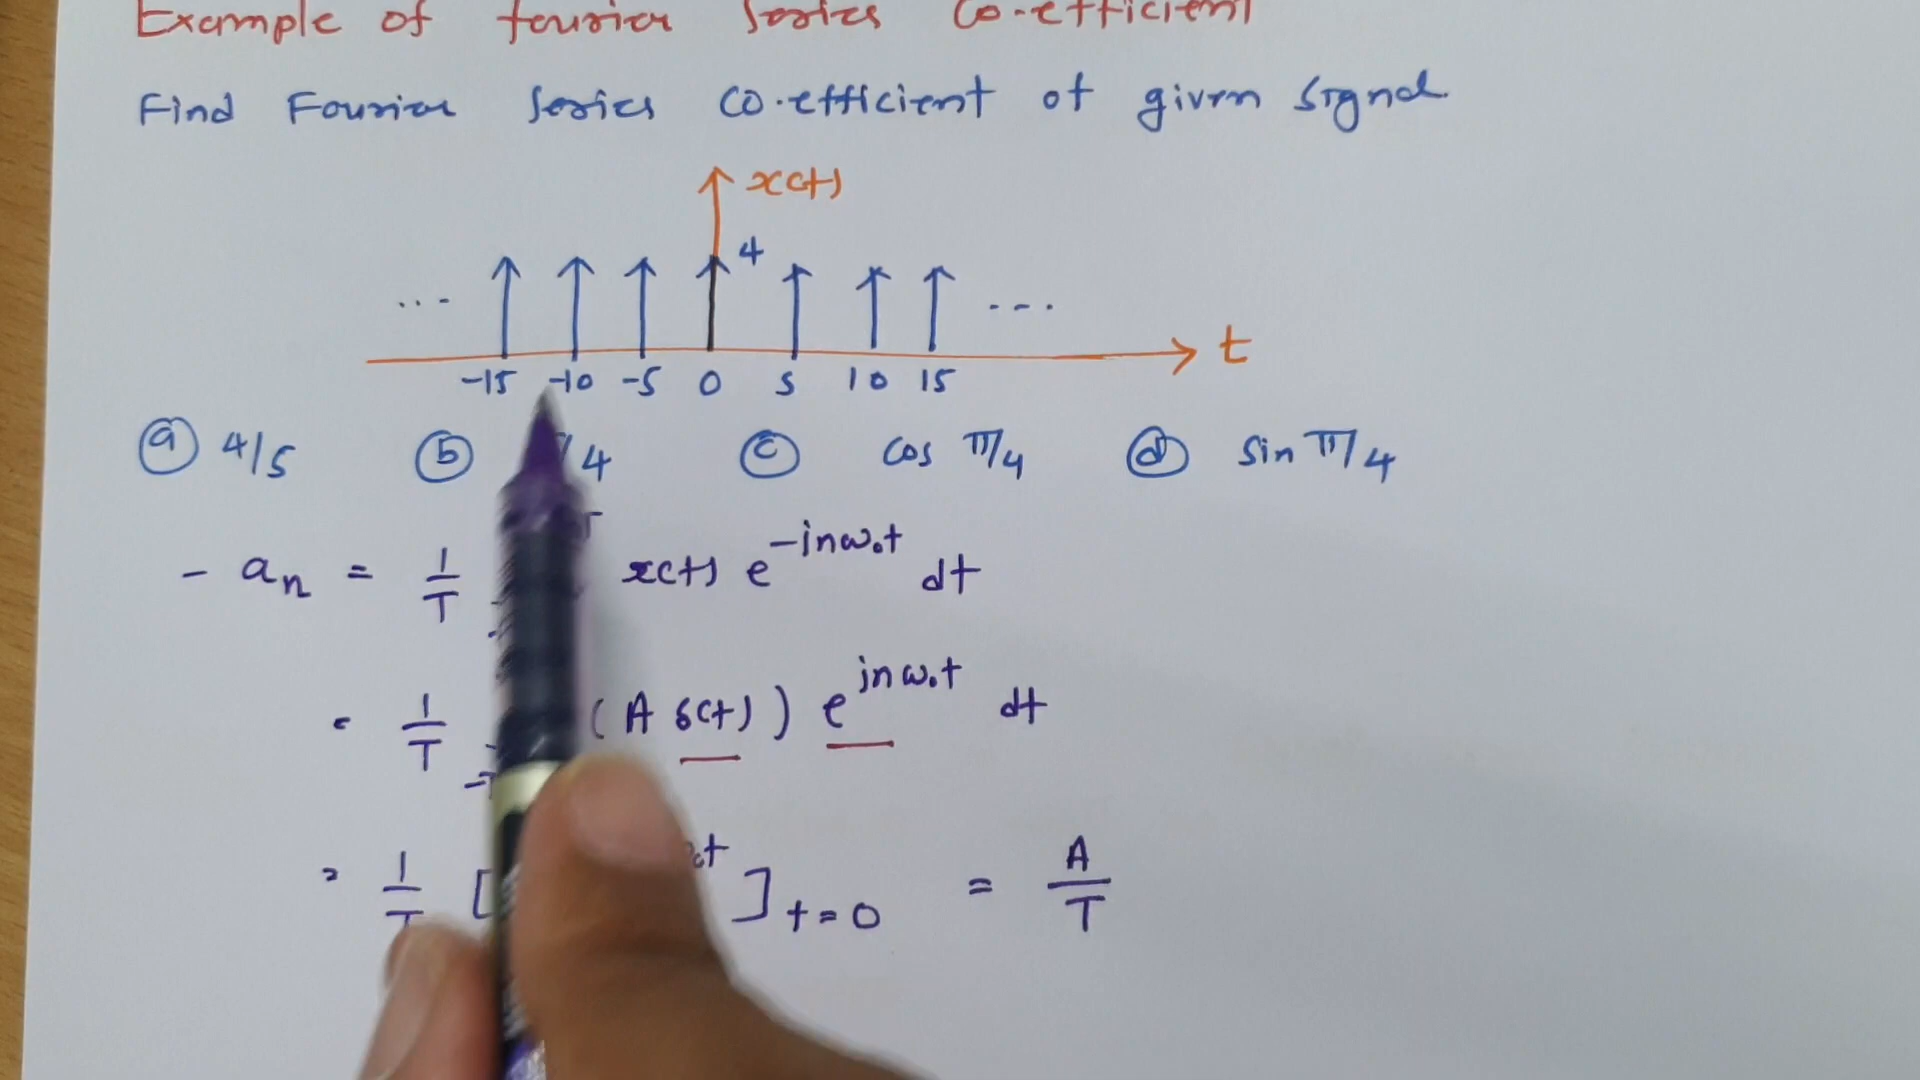 Example of fourier series co-efficient
Find Fourier Series co-efficient of given signal
x(t)
4
... ...
t
-15 -10 -5 0 5 10 15
(a) 4/5 (b) /4 (c) cos π/4 (d) sin π/4
- an = 1/T x(t) e^-jnω₀t dt
= 1/T (A δ(t)) e^jnω₀t dt
= 1/T [ ]t=0 = A/T